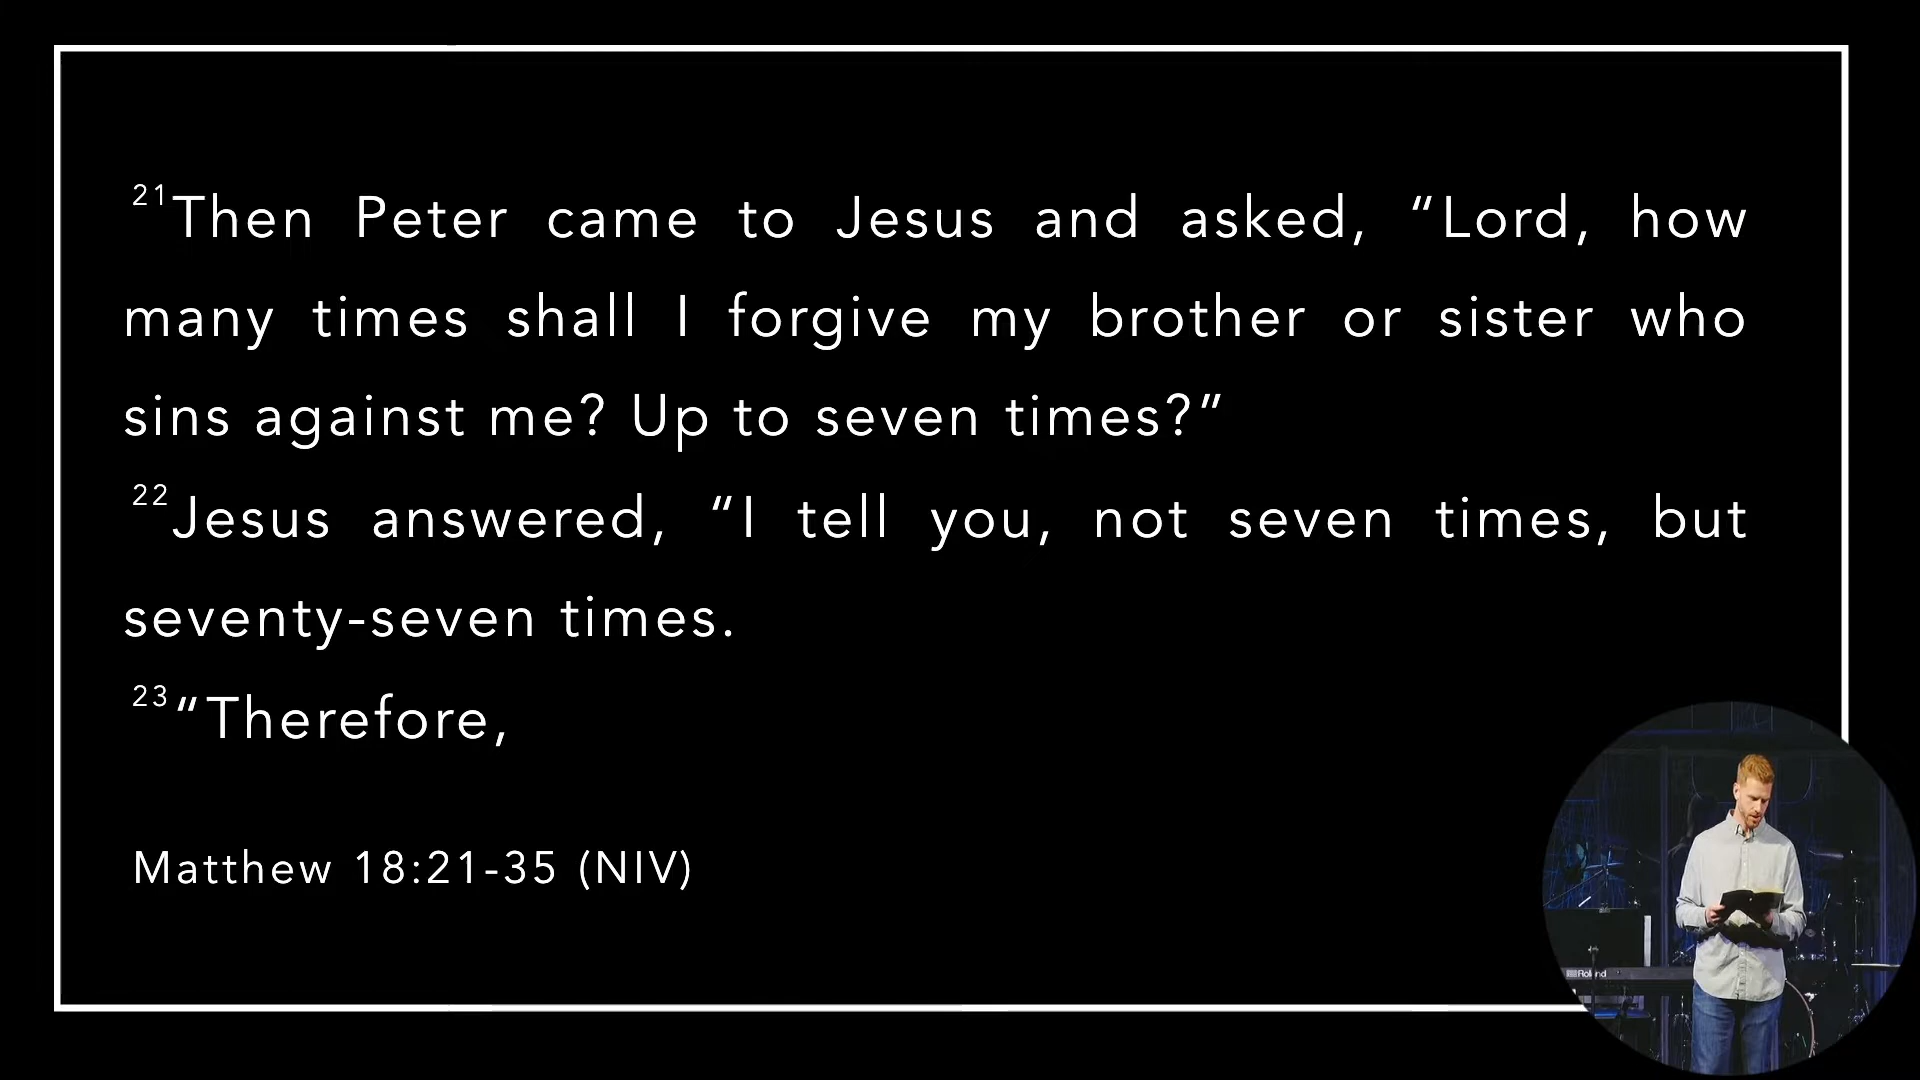 21Then Peter came to Jesus and asked, “Lord, how
many times shall I forgive my brother or sister who
sins against me? Up to seven times?”
22Jesus answered, “I tell you, not seven times, but
seventy-seven times.
23“Therefore,
Matthew 18:21-35 (NIV)
Roland